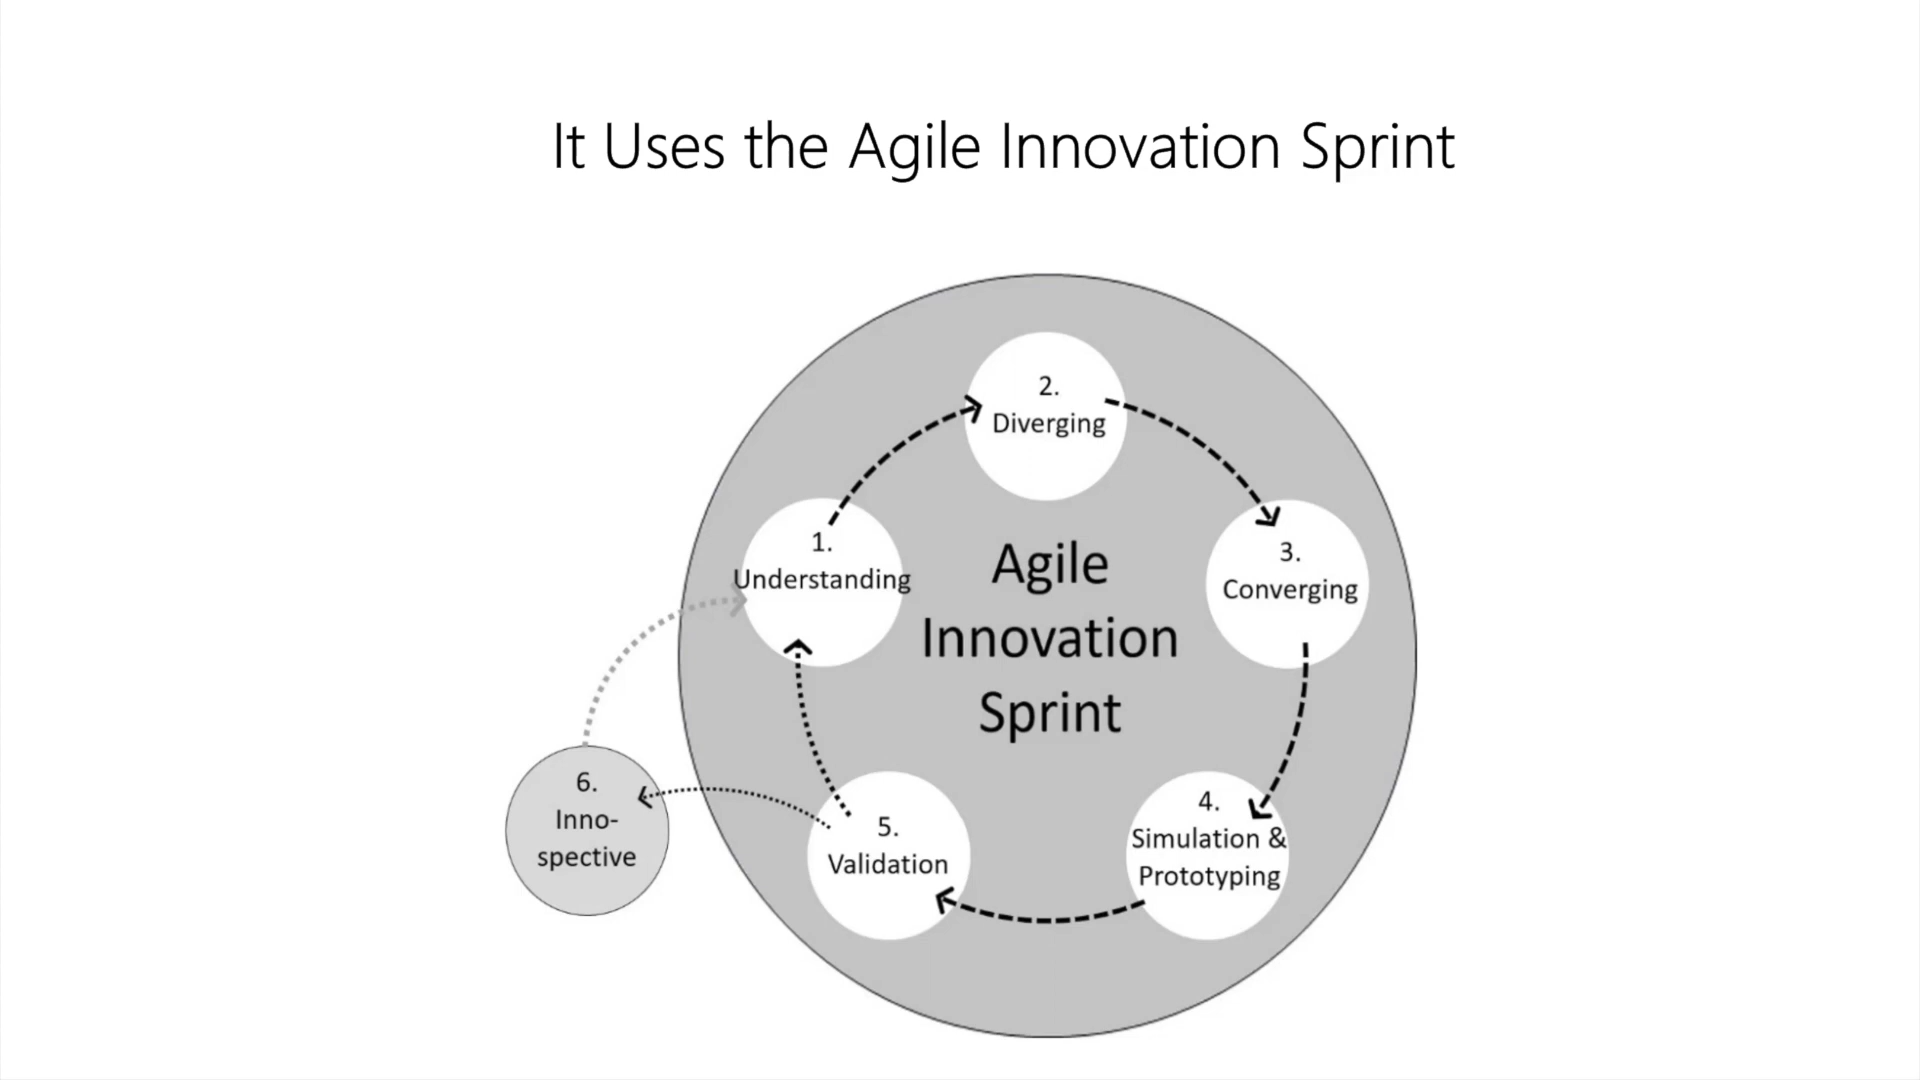 It Uses the Agile Innovation Sprint
2.
Diverging
1.
Understanding
3.
Converging
Agile
Innovation
Sprint
4.
Simulation &
Prototyping
5.
Validation
6.
Inno-
spective